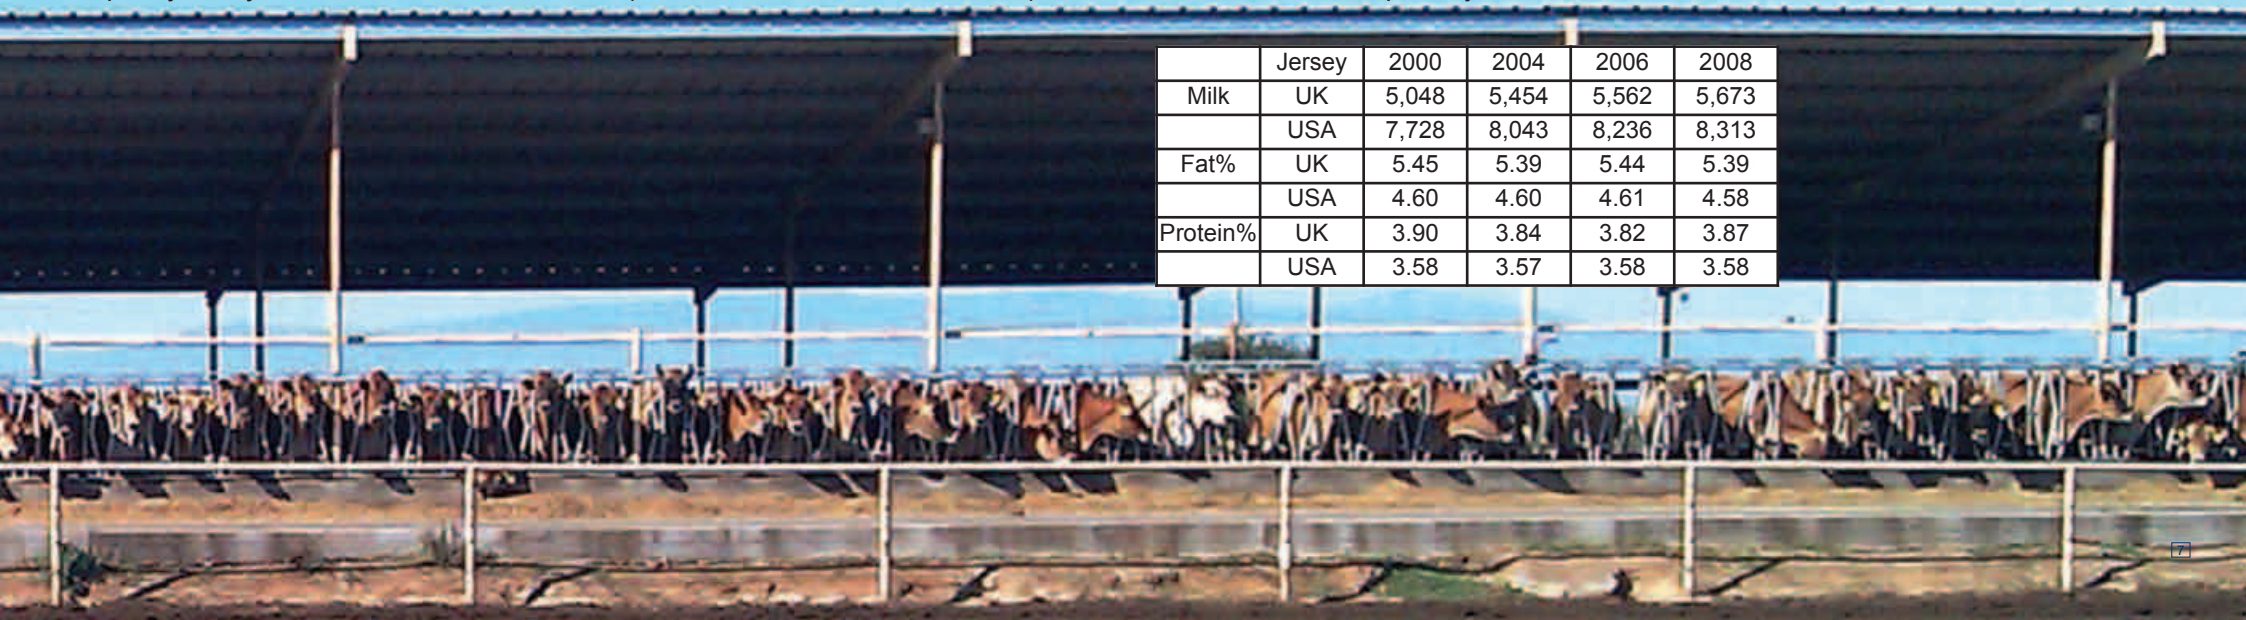 Jersey 2000 2004 2006 2008
Milk UK 5,048 5,454 5,562 5,673
USA 7,728 8,043 8,236 8,313
Fat% UK 5.45 5.39 5.44 5.39
USA 4.60 4.60 4.61 4.58
Protein% UK 3.90 3.84 3.82 3.87
USA 3.58 3.57 3.58 3.58
7